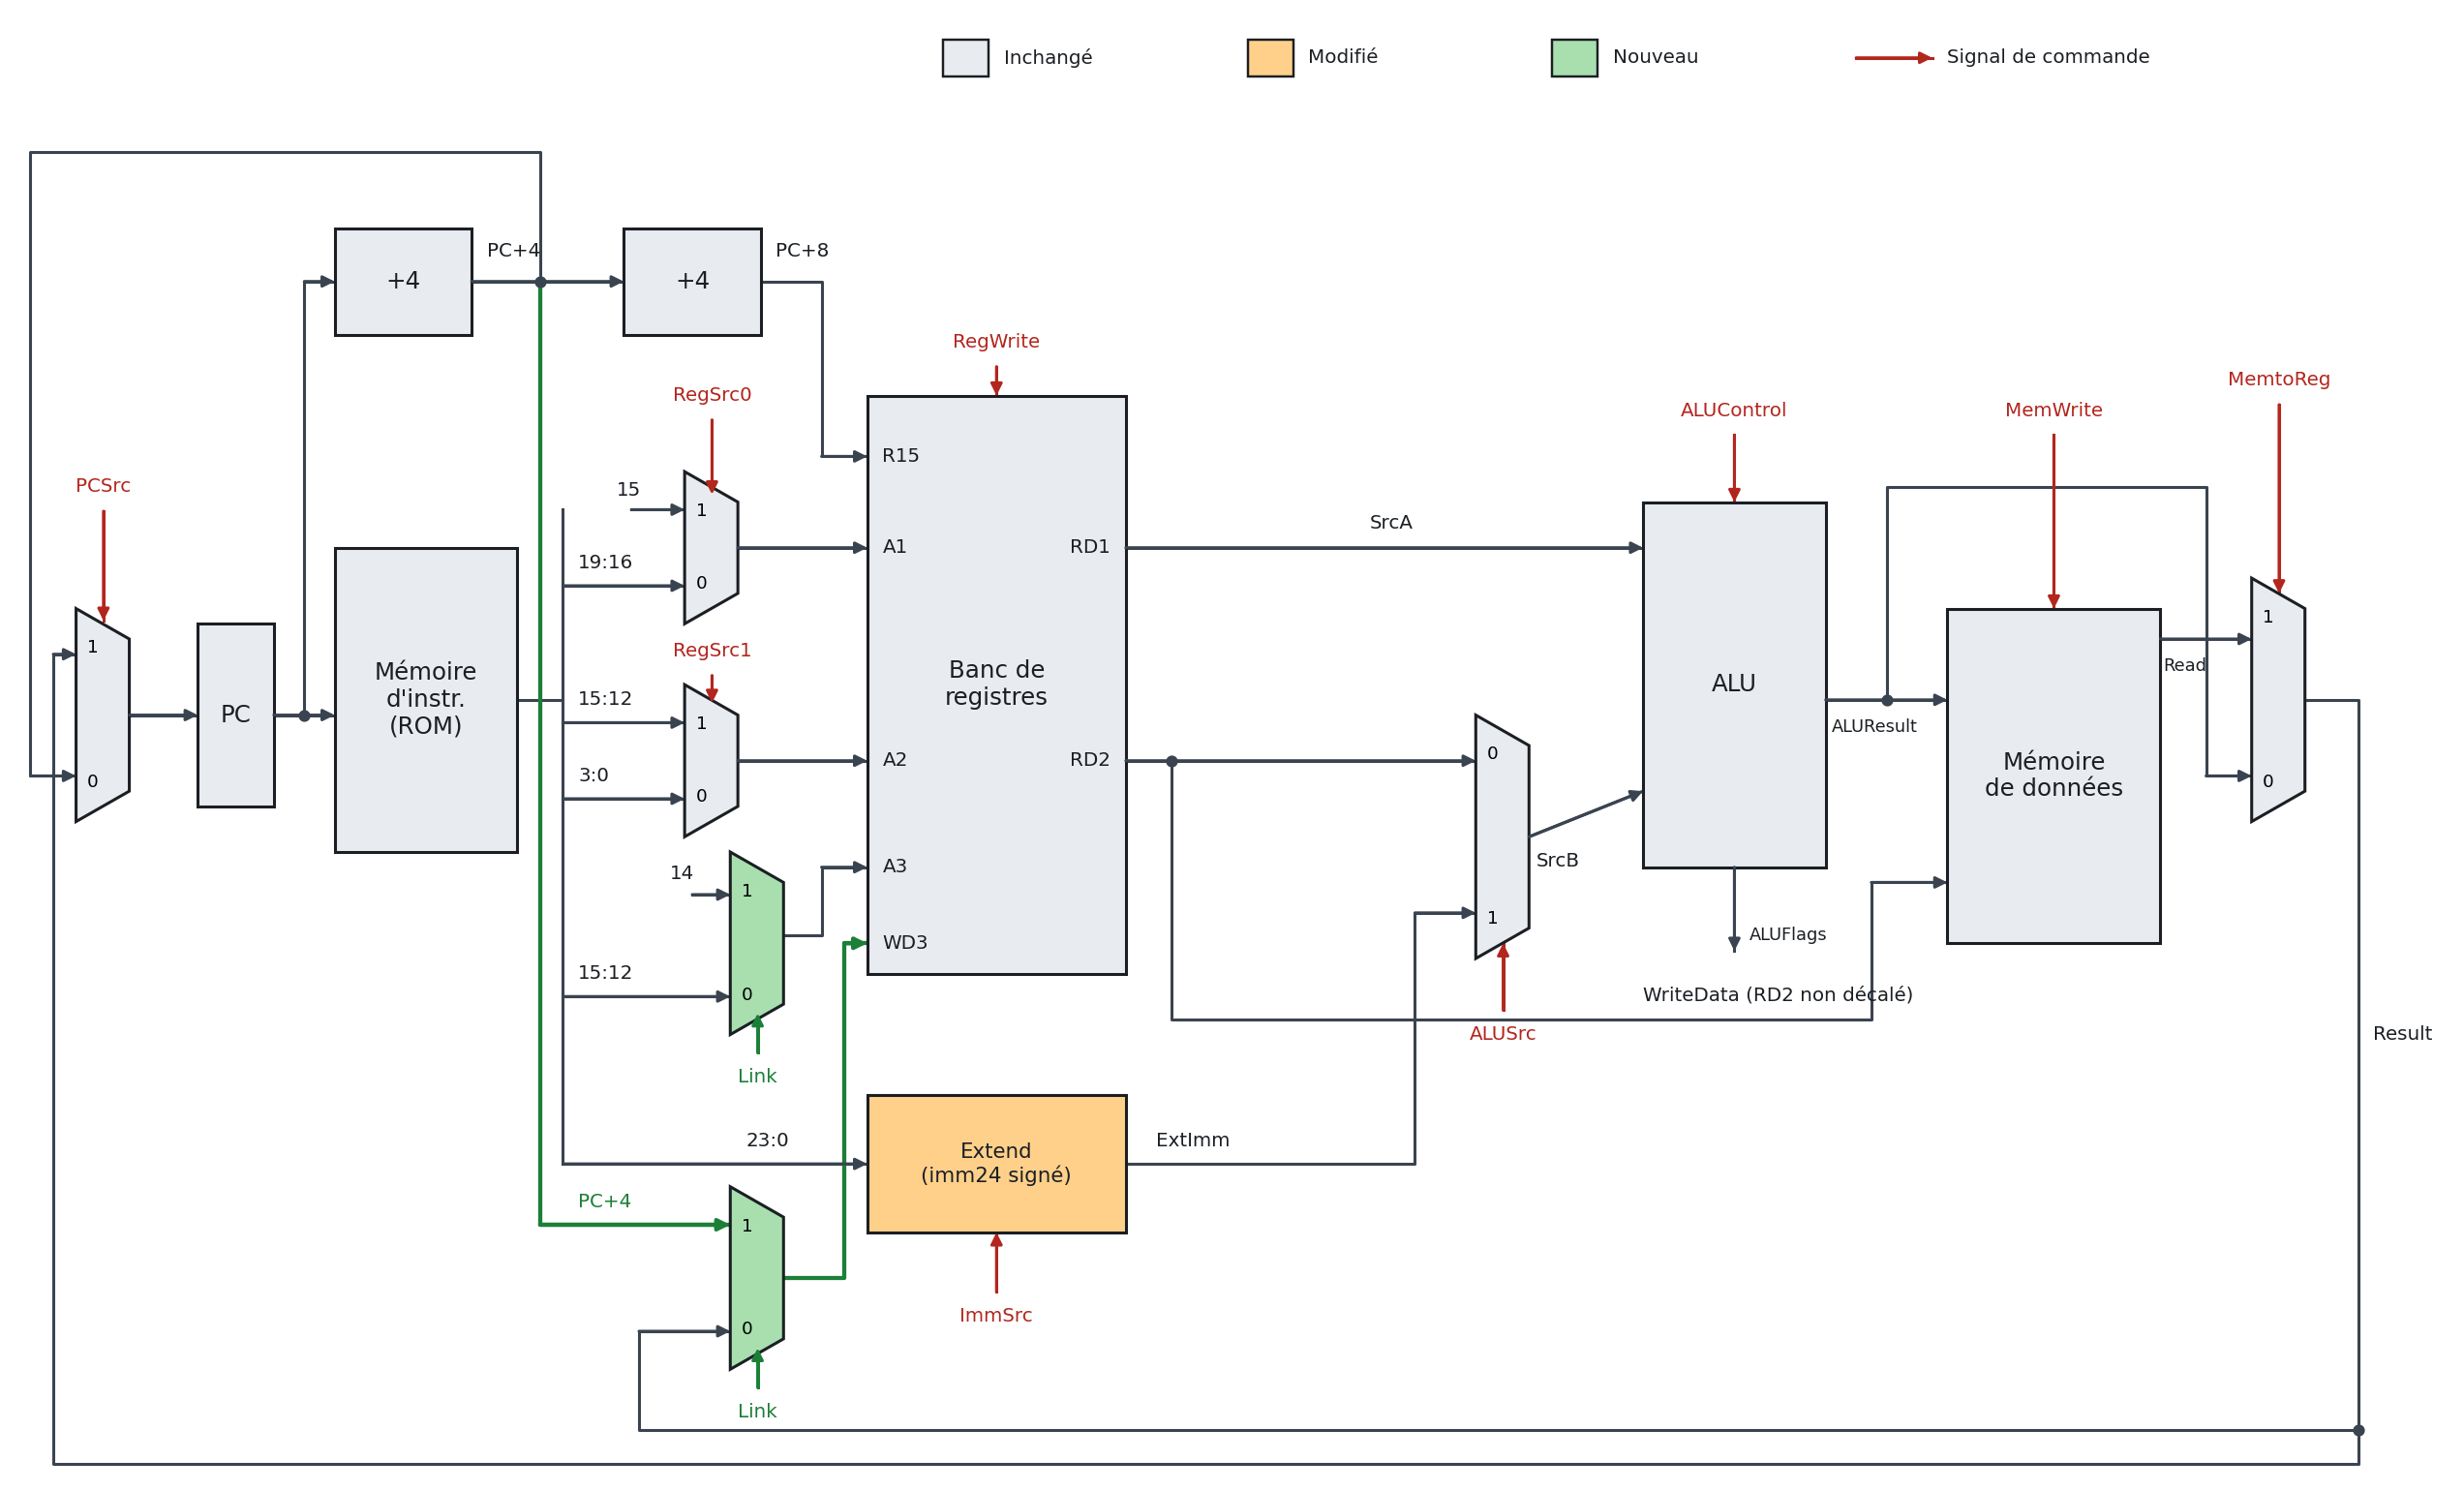 Inchangé
Modifié
Nouveau
Signal de commande
+4
PC+4
+4
PC+8
RegWrite
RegSrc0
PCSrc
15
1
19:16
0
R15
A1
RD1
SrcA
ALUControl
MemWrite
MemtoReg
RegSrc1
1
0
PC
Mémoire
d'instr.
(ROM)
15:12
1
3:0
0
Banc de
registres
A2
RD2
A3
WD3
0
1
SrcB
ALUSrc
ALU
ALUResult
ALUFlags
WriteData (RD2 non décalé)
Mémoire
de données
Read
1
0
Result
14
1
15:12
0
Link
23:0
Extend
(imm24 signé)
ExtImm
ImmSrc
PC+4
1
0
Link